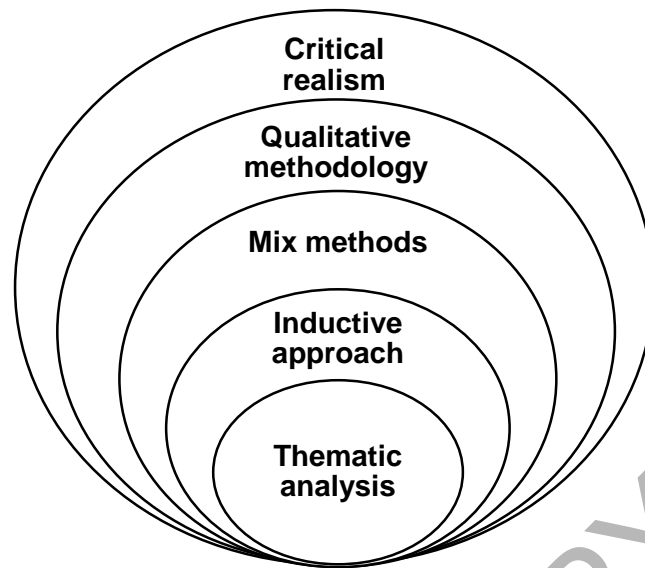 Critical
realism
Qualitative
methodology
Mix methods
Inductive
approach
Thematic
analysis